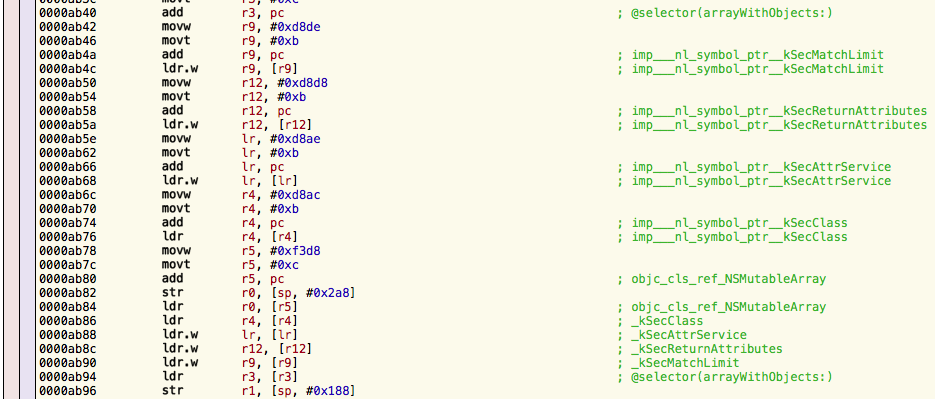 0000ab40 add r3, pc ; @selector(arrayWithObjects:)
0000ab42 movw r9, #0xd8de
0000ab46 movt r9, #0xb
0000ab4a add r9, pc ; imp___nl_symbol_ptr__kSecMatchLimit
0000ab4c ldr.w r9, [r9] ; imp___nl_symbol_ptr__kSecMatchLimit
0000ab50 movw r12, #0xd8d8
0000ab54 movt r12, #0xb
0000ab58 add r12, pc ; imp___nl_symbol_ptr__kSecReturnAttributes
0000ab5a ldr.w r12, [r12] ; imp___nl_symbol_ptr__kSecReturnAttributes
0000ab5e movw lr, #0xd8ae
0000ab62 movt lr, #0xb
0000ab66 add lr, pc ; imp___nl_symbol_ptr__kSecAttrService
0000ab68 ldr.w lr, [lr] ; imp___nl_symbol_ptr__kSecAttrService
0000ab6c movw r4, #0xd8ac
0000ab70 movt r4, #0xb
0000ab74 add r4, pc ; imp___nl_symbol_ptr__kSecClass
0000ab76 ldr r4, [r4] ; imp___nl_symbol_ptr__kSecClass
0000ab78 movw r5, #0xf3d8
0000ab7c movt r5, #0xc
0000ab80 add r5, pc ; objc_cls_ref_NSMutableArray
0000ab82 str r0, [sp, #0x2a8]
0000ab84 ldr r0, [r5] ; objc_cls_ref_NSMutableArray
0000ab86 ldr r4, [r4] ; _kSecClass
0000ab88 ldr.w lr, [lr] ; _kSecAttrService
0000ab8c ldr.w r12, [r12] ; _kSecReturnAttributes
0000ab90 ldr.w r9, [r9] ; _kSecMatchLimit
0000ab94 ldr r3, [r3] ; @selector(arrayWithObjects:)
0000ab96 str r1, [sp, #0x188]